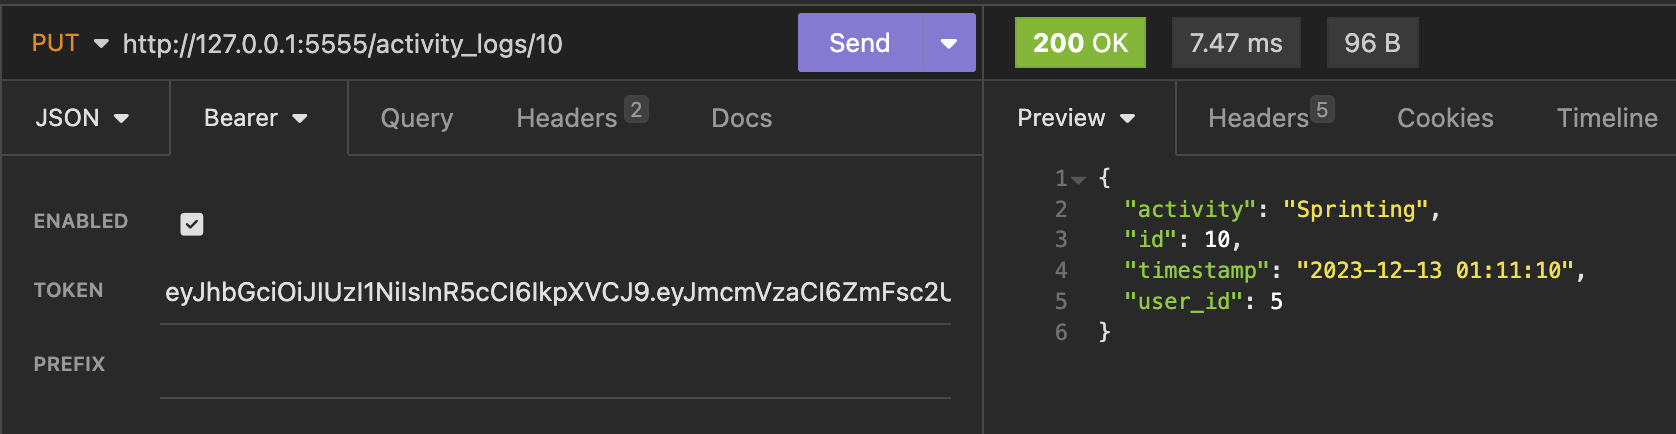 PUT http://127.0.0.1:5555/activity_logs/10 Send
JSON Bearer Query Headers 2 Docs
ENABLED
TOKEN eyJhbGciOiJIUzI1NiIsInR5cCI6IkpXVCJ9.eyJmcmVzaCI6ZmFsc2U
PREFIX
200 OK 7.47 ms 96 B
Preview Headers 5 Cookies Timeline
1 {
2 "activity": "Sprinting",
3 "id": 10,
4 "timestamp": "2023-12-13 01:11:10",
5 "user_id": 5
6 }